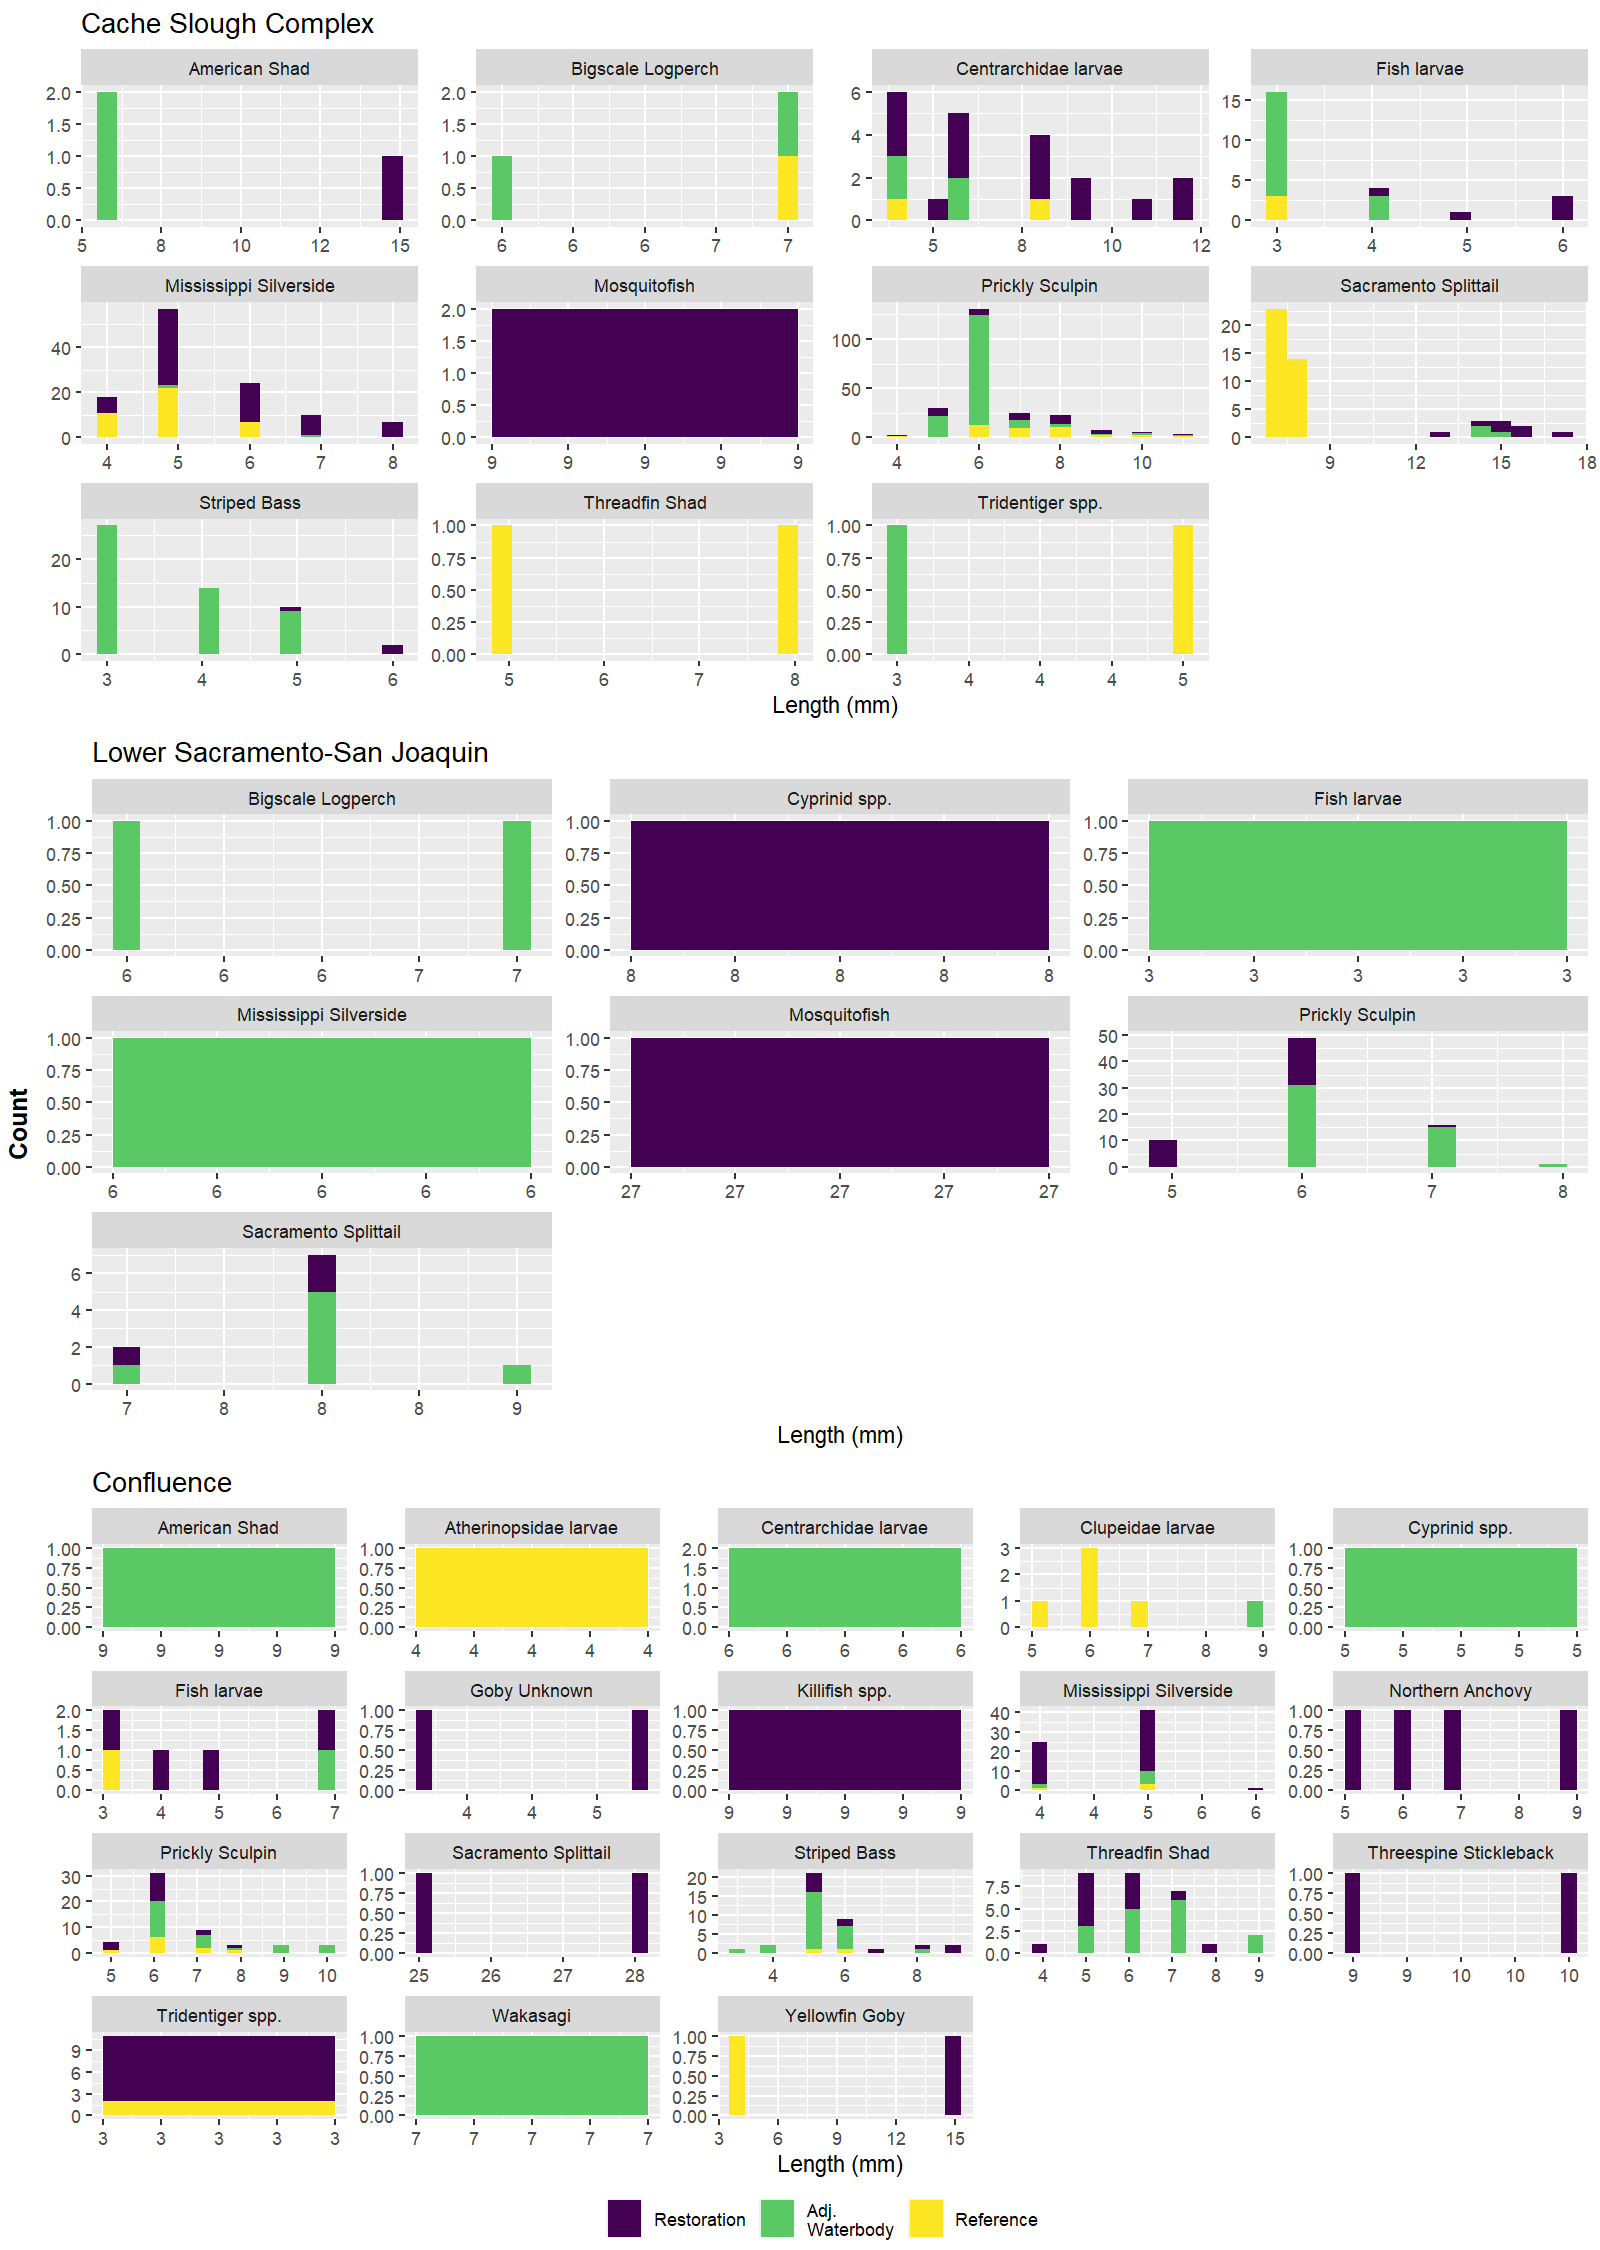 Cache Slough Complex
American Shad Bigscale Logperch Centrarchidae larvae Fish larvae
2.0 1.5 1.0 0.5 0.0
2.0 1.5 1.0 0.5 0.0
6 4 2 0
15 10 5 0
5 8 10 12 15
6 6 6 7 7
5 8 10 12
3 4 5 6
Mississippi Silverside Mosquitofish Prickly Sculpin Sacramento Splittail
40 20 0
2.0 1.5 1.0 0.5 0.0
100 50 0
20 15 10 5 0
4 5 6 7 8
9 9 9 9 9
4 6 8 10
9 12 15 18
Striped Bass Threadfin Shad Tridentiger spp.
20 10 0
1.00 0.75 0.50 0.25 0.00
1.00 0.75 0.50 0.25 0.00
3 4 5 6
5 6 7 8
3 4 4 4 5
Length (mm)
Lower Sacramento-San Joaquin
Bigscale Logperch Cyprinid spp. Fish larvae
1.00 0.75 0.50 0.25 0.00
1.00 0.75 0.50 0.25 0.00
1.00 0.75 0.50 0.25 0.00
6 6 6 7 7
8 8 8 8 8
3 3 3 3 3
Mississippi Silverside Mosquitofish Prickly Sculpin
1.00 0.75 0.50 0.25 0.00
1.00 0.75 0.50 0.25 0.00
50 40 30 20 10 0
6 6 6 6 6
27 27 27 27 27
5 6 7 8
Count
Sacramento Splittail
6 4 2 0
7 8 8 8 9
Length (mm)
Confluence
American Shad Atherinopsidae larvae Centrarchidae larvae Clupeidae larvae Cyprinid spp.
1.00 0.75 0.50 0.25 0.00
1.00 0.75 0.50 0.25 0.00
2.0 1.5 1.0 0.5 0.0
3 2 1 0
1.00 0.75 0.50 0.25 0.00
9 9 9 9 9
4 4 4 4 4
6 6 6 6 6
5 6 7 8 9
5 5 5 5 5
Fish larvae Goby Unknown Killifish spp. Mississippi Silverside Northern Anchovy
2.0 1.5 1.0 0.5 0.0
1.00 0.75 0.50 0.25 0.00
1.00 0.75 0.50 0.25 0.00
40 30 20 10 0
1.00 0.75 0.50 0.25 0.00
3 4 5 6 7
4 4 5
9 9 9 9 9
4 4 5 6 6
5 6 7 8 9
Prickly Sculpin Sacramento Splittail Striped Bass Threadfin Shad Threespine Stickleback
30 20 10 0
1.00 0.75 0.50 0.25 0.00
20 15 10 5 0
7.5 5.0 2.5 0.0
1.00 0.75 0.50 0.25 0.00
5 6 7 8 9 10
25 26 27 28
4 6 8
4 5 6 7 8 9
9 9 10 10 10
Tridentiger spp. Wakasagi Yellowfin Goby
9 6 3 0
1.00 0.75 0.50 0.25 0.00
1.00 0.75 0.50 0.25 0.00
3 3 3 3 3
7 7 7 7 7
3 6 9 12 15
Length (mm)
Restoration Adj. Waterbody Reference